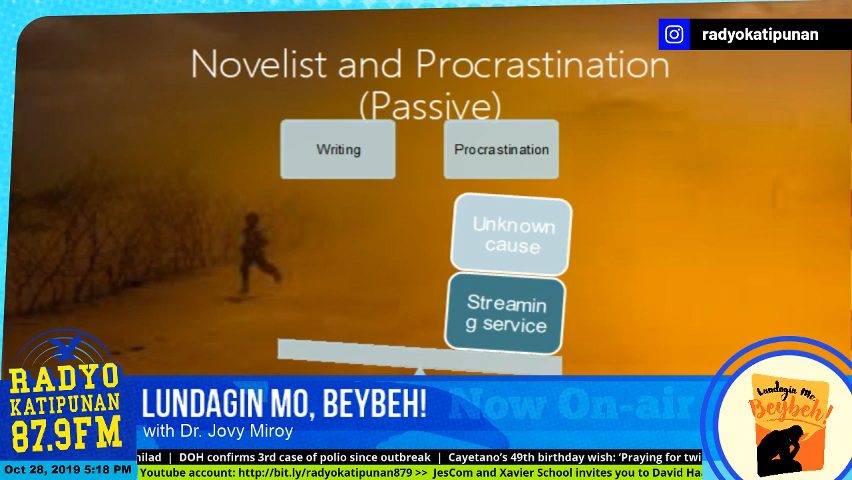 radyokatipunan
Novelist and Procrastination
(Passive)
Writing
Procrastination
Unknown
cause
Streamin
g service
RADYO
KATIPUNAN
87.9FM
LUNDAGIN MO, BEYBEH!
Now On-air
with Dr. Jovy Miroy
Lundagin Mo,
Beybeh!
| DOH confirms 3rd case of polio since outbreak | Cayetano's 49th birthday wish: 'Praying for
Oct 28, 2019 5:18 PM
Youtube account: http://bit.ly/radyokatipunan879 >> JesCom and Xavier School invites you to David